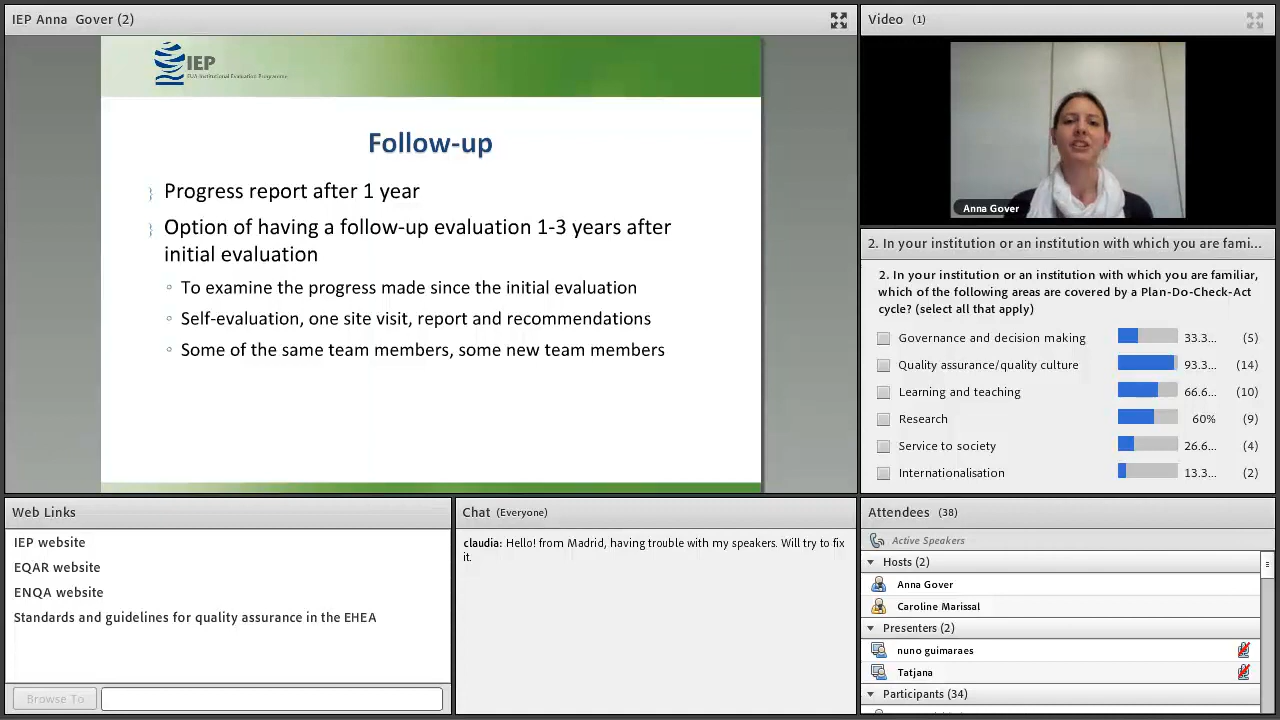 IEP Anna Gover (2)
IEP
EUA Institutional Evaluation Programme
Follow-up
Progress report after 1 year
Option of having a follow-up evaluation 1-3 years after
initial evaluation
To examine the progress made since the initial evaluation
Self-evaluation, one site visit, report and recommendations
Some of the same team members, some new team members
Video (1)
Anna Gover
2. In your institution or an institution with which you are fami...
2. In your institution or an institution with which you are familiar,
which of the following areas are covered by a Plan-Do-Check-Act
cycle? (select all that apply)
Governance and decision making 33.3... (5)
Quality assurance/quality culture 93.3... (14)
Learning and teaching 66.6... (10)
Research 60% (9)
Service to society 26.6... (4)
Internationalisation 13.3... (2)
Web Links
IEP website
EQAR website
ENQA website
Standards and guidelines for quality assurance in the EHEA
Browse To
Chat (Everyone)
claudia: Hello! from Madrid, having trouble with my speakers. Will try to fix
it.
Attendees (38)
Active Speakers
Hosts (2)
Anna Gover
Caroline Marissal
Presenters (2)
nuno guimaraes
Tatjana
Participants (34)